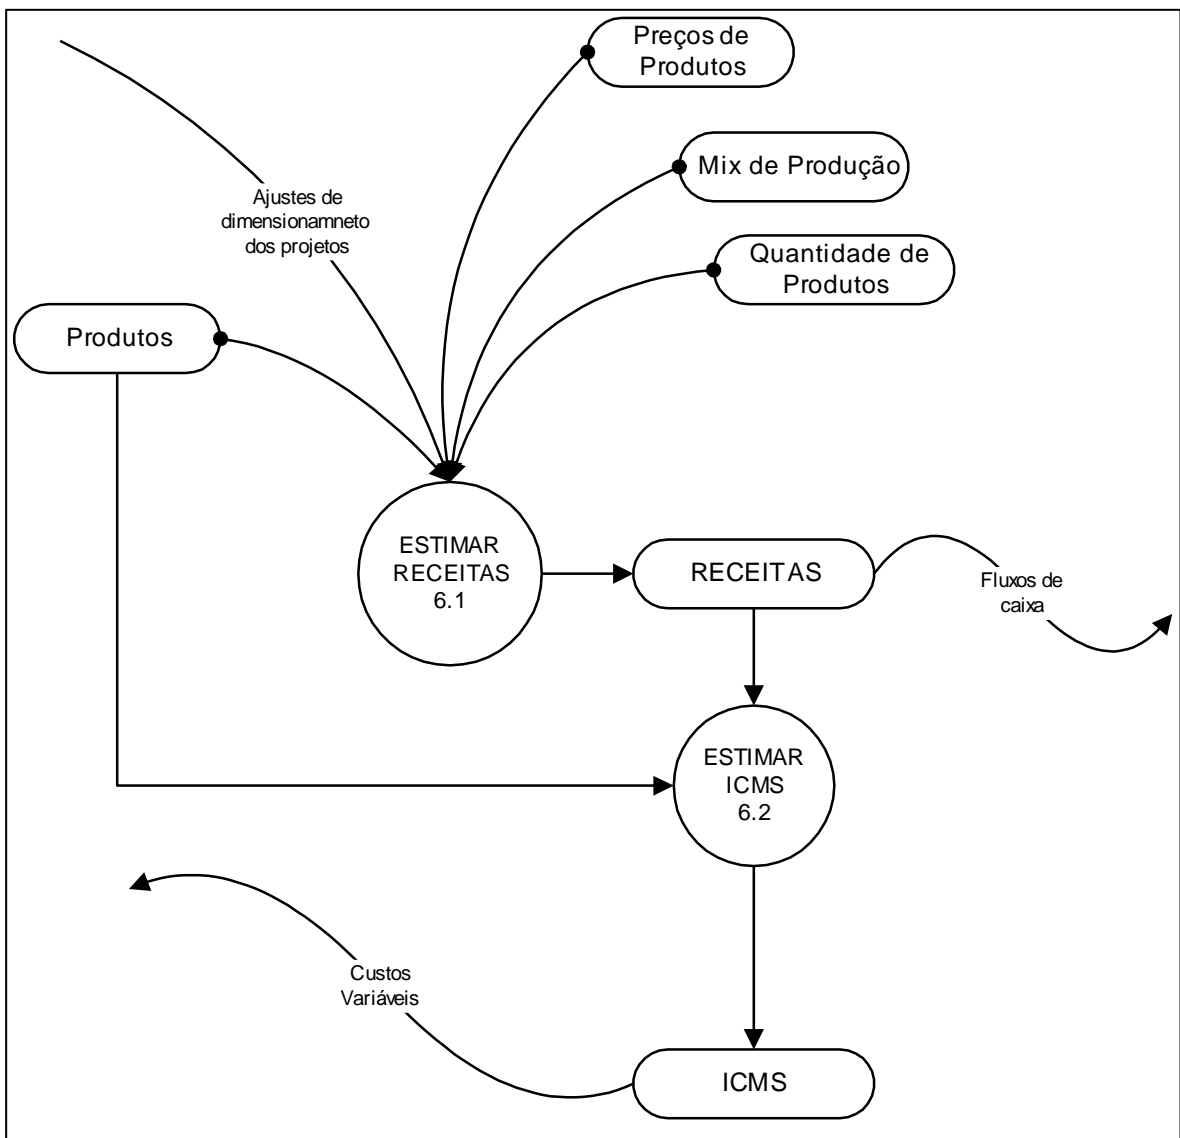 Preços de
Produtos
Mix de Produção
Ajustes de
dimensionamneto
dos projetos
Quantidade de
Produtos
Produtos
ESTIMAR
RECEITAS
6.1
RECEITAS
Fluxos de
caixa
ESTIMAR
ICMS
6.2
Custos
Variáveis
ICMS